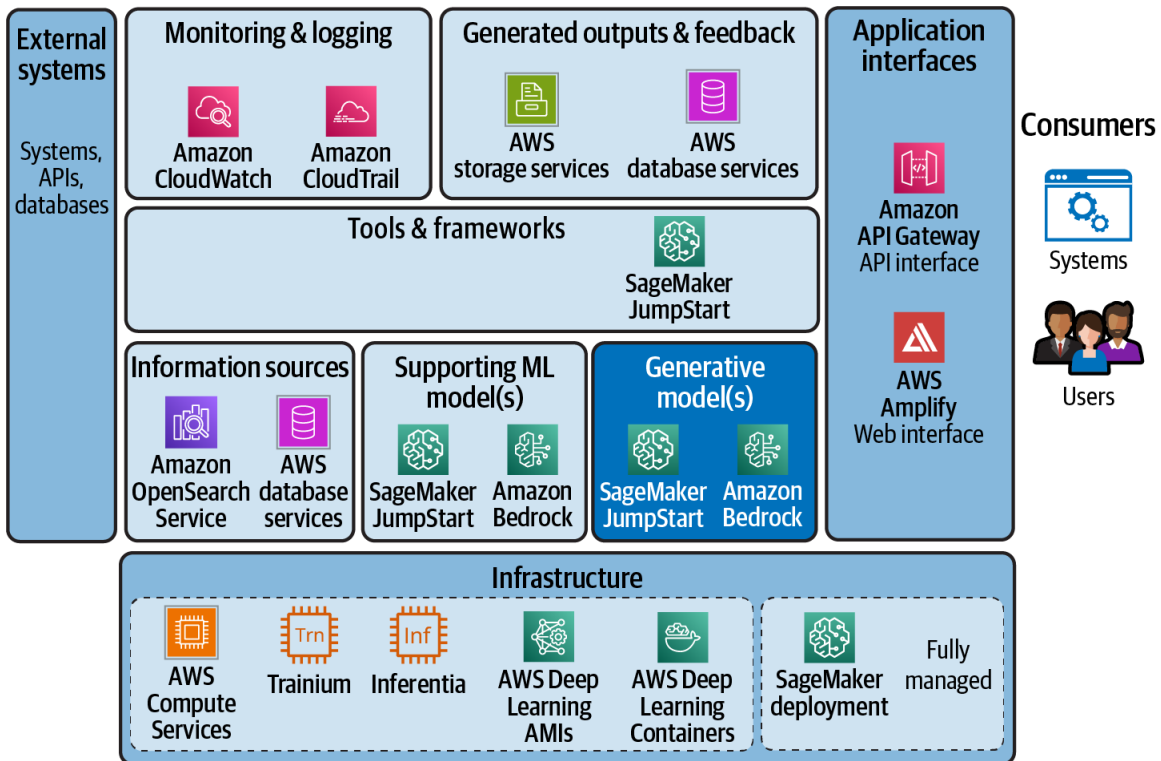 External
systems
Systems,
APIs,
databases
Monitoring & logging
Amazon
CloudWatch
Amazon
CloudTrail
Generated outputs & feedback
AWS
storage services
AWS
database services
Tools & frameworks
SageMaker
JumpStart
Information sources
Amazon
OpenSearch
Service
AWS
database
services
Supporting ML
model(s)
SageMaker
JumpStart
Amazon
Bedrock
Generative
model(s)
SageMaker
JumpStart
Amazon
Bedrock
Application
interfaces
Amazon
API Gateway
API interface
AWS
Amplify
Web interface
Consumers
Systems
Users
Infrastructure
AWS
Compute
Services
Trn
Trainium
Inf
Inferentia
AWS Deep
Learning
AMIs
AWS Deep
Learning
Containers
SageMaker
deployment
Fully
managed